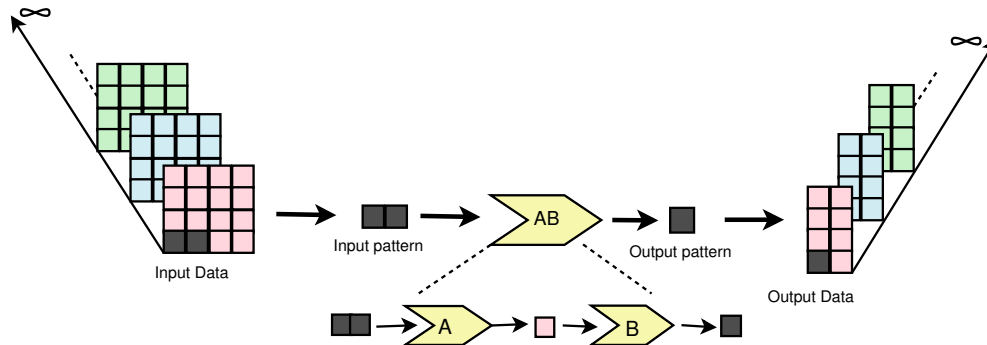 ∞
∞
AB
Input pattern
Output pattern
Input Data
Output Data
A
B